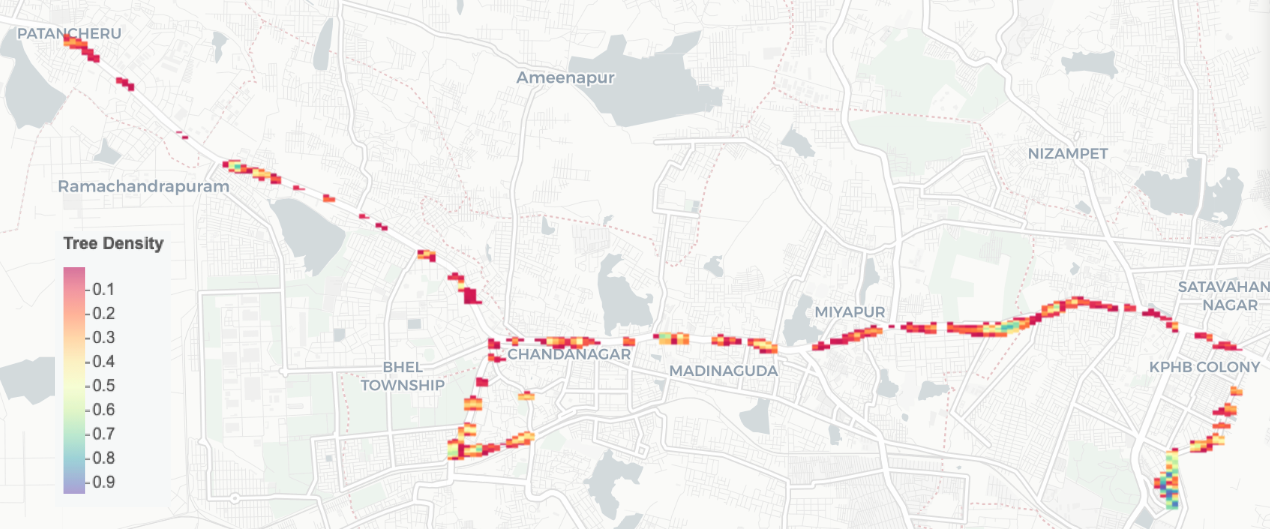 PATANCHERU
Ameenapur
NIZAMPET
Ramachandrapuram
Tree Density
0.1
0.2
0.3
0.4
0.5
0.6
0.7
0.8
0.9
SATAVAHAN
NAGAR
MIYAPUR
CHANDANAGAR
BHEL
TOWNSHIP
MADINAGUDA
KPHB COLONY